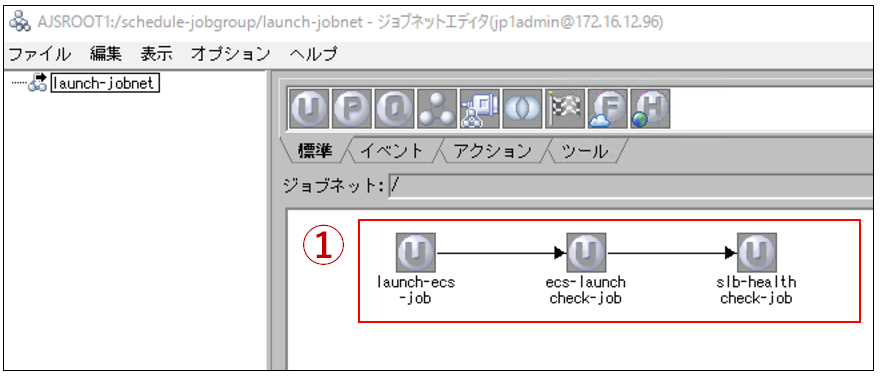 AJSROOT1:/schedule-jobgroup/launch-jobnet - ジョブネットエディタ(jp1admin@172.16.12.96)
ファイル 編集 表示 オプション ヘルプ
launch-jobnet
U P Q F H
標準 イベント アクション ツール
ジョブネット: /
①
U U U
launch-ecs
-job
ecs-launch
check-job
slb-health
check-job